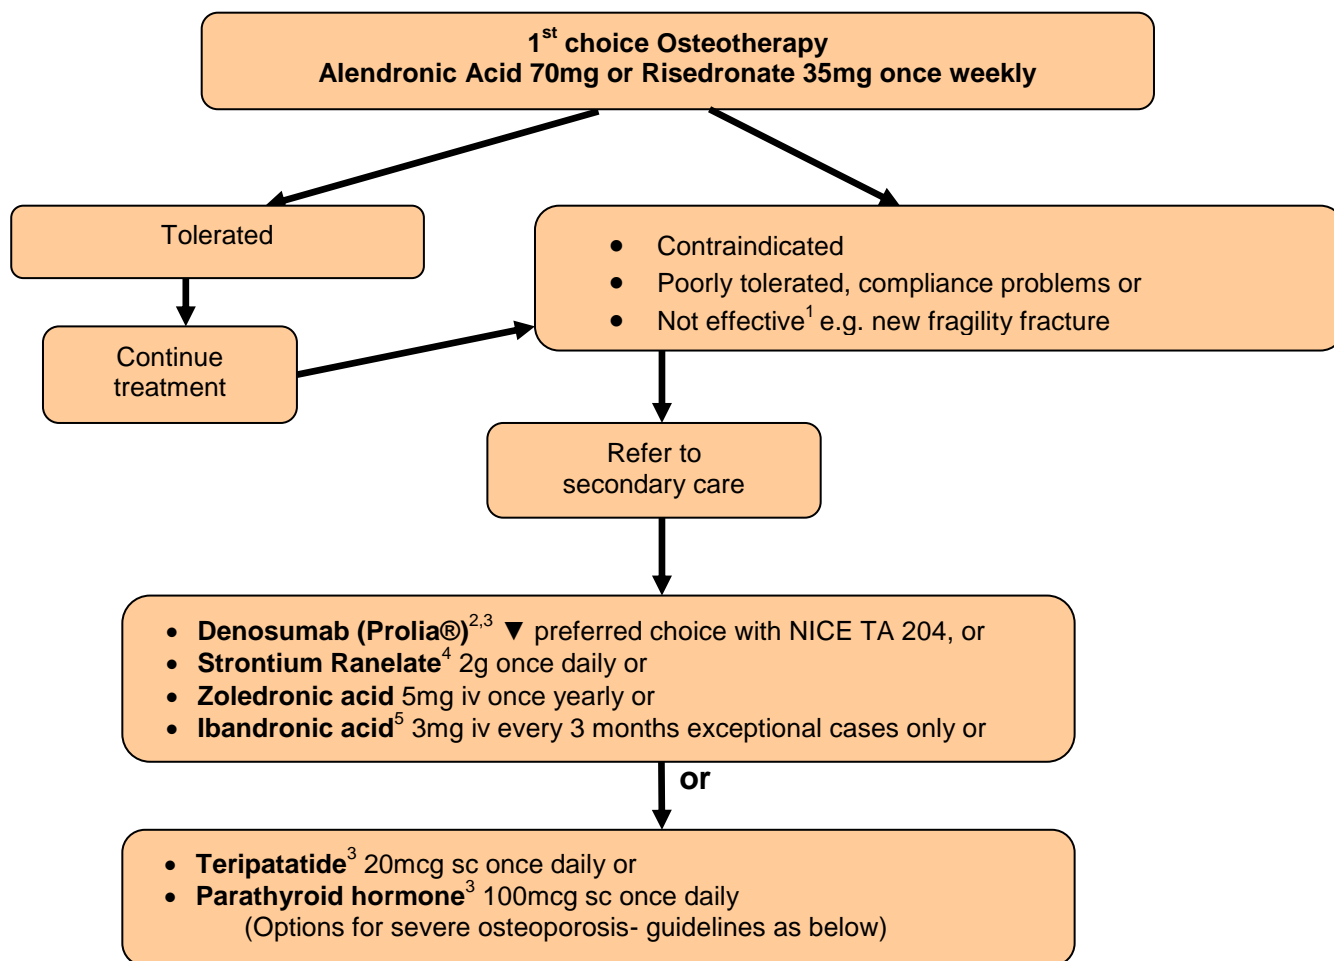 1st choice Osteotherapy
Alendronic Acid 70mg or Risedronate 35mg once weekly
Tolerated
• Contraindicated
• Poorly tolerated, compliance problems or
• Not effective1 e.g. new fragility fracture
Continue
treatment
Refer to
secondary care
• Denosumab (Prolia®)2,3 ▼ preferred choice with NICE TA 204, or
• Strontium Ranelate4 2g once daily or
• Zoledronic acid 5mg iv once yearly or
• Ibandronic acid5 3mg iv every 3 months exceptional cases only or
or
• Teripatatide3 20mcg sc once daily or
• Parathyroid hormone3 100mcg sc once daily
(Options for severe osteoporosis- guidelines as below)